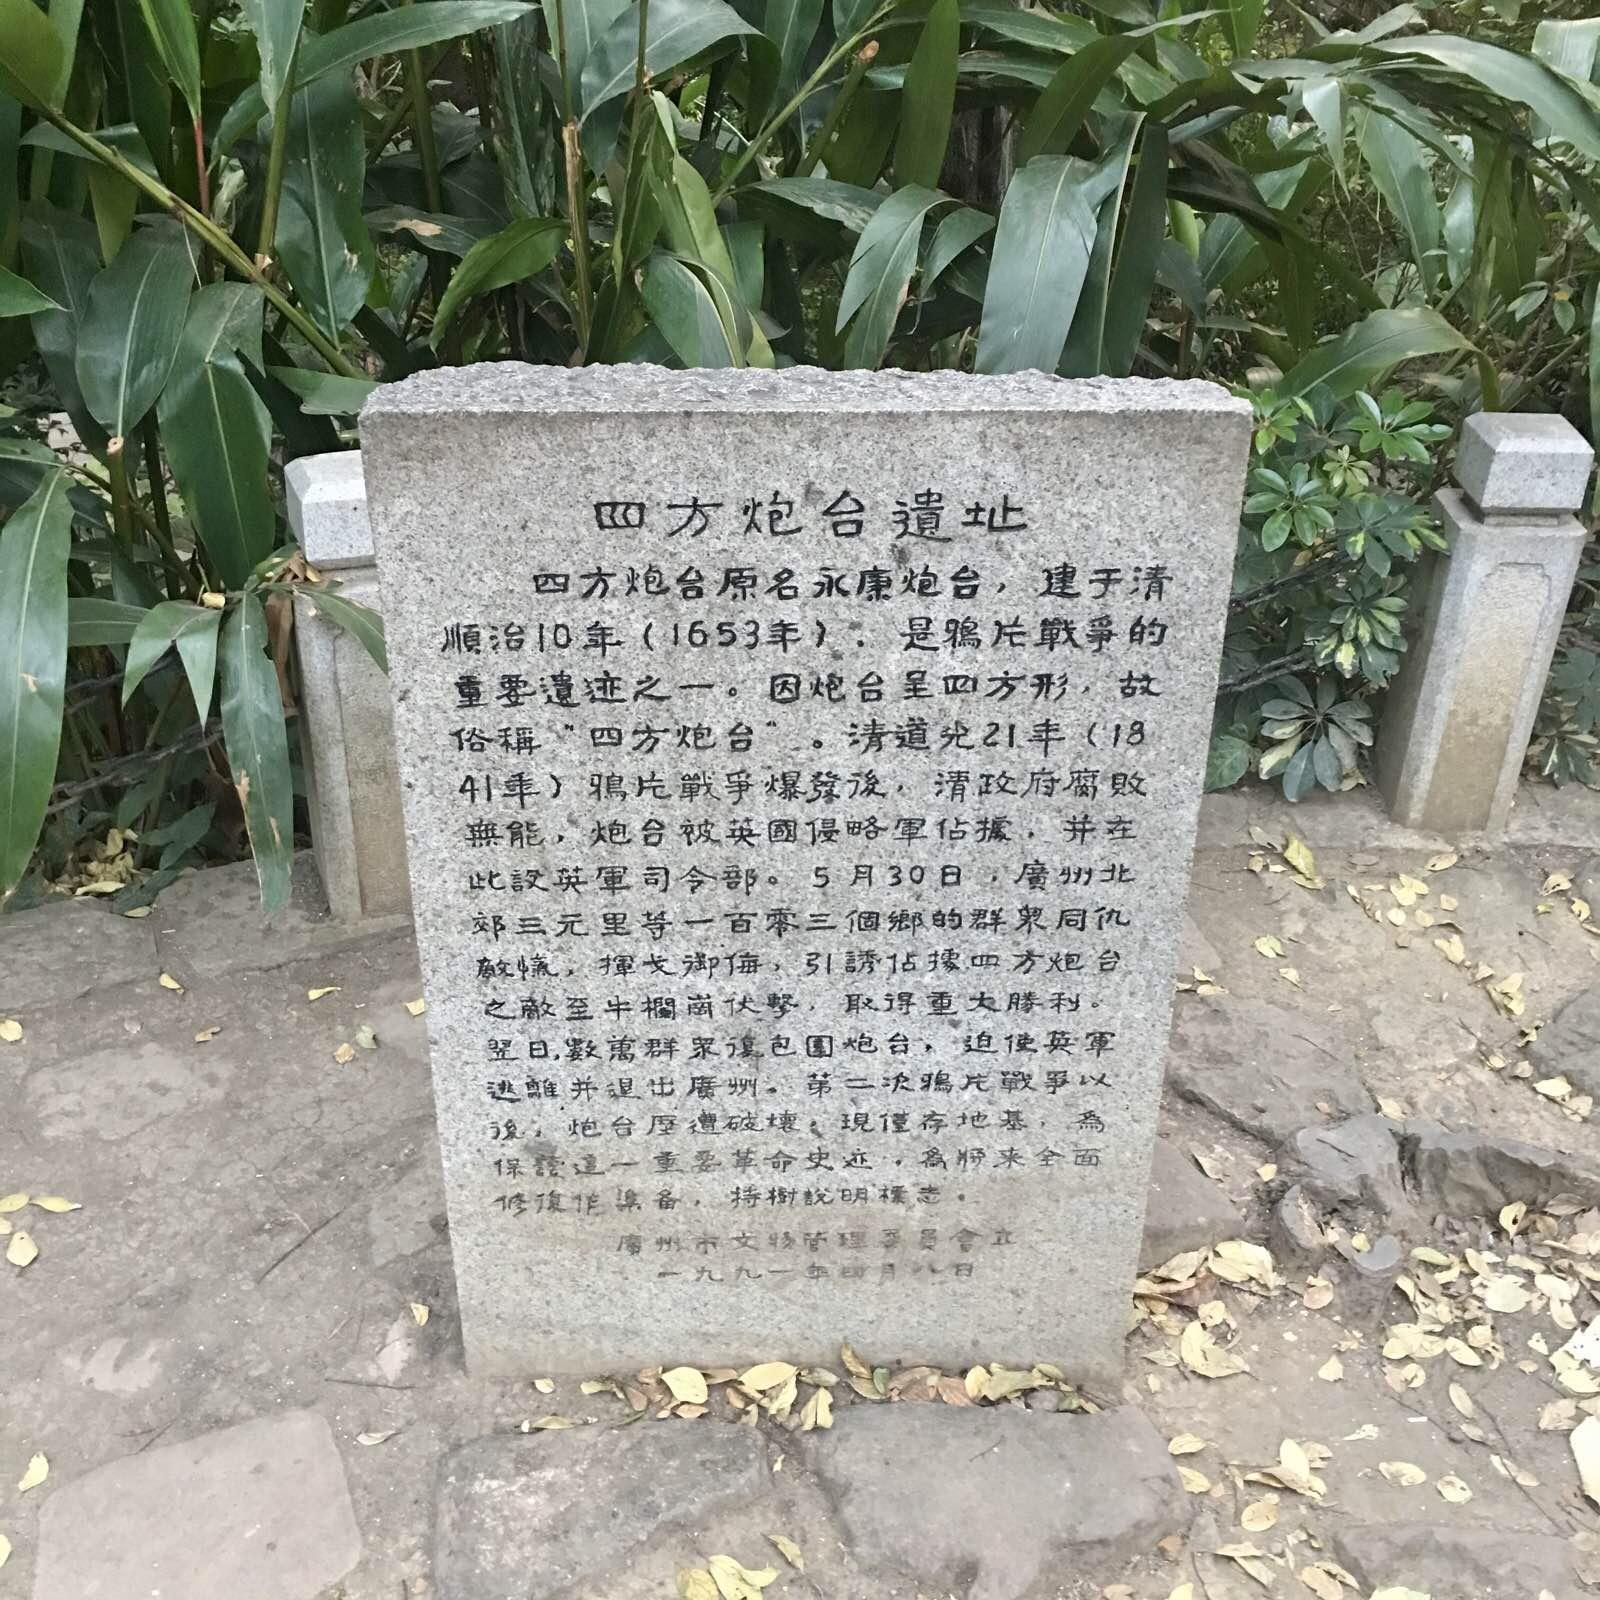 四方炮台遺址
四方炮台原名永康炮台，建于清
順治10年（1653年）．是鴉片戰爭的
重要遺迹之一。因炮台呈四方形，故
俗稱“四方炮台”。清道光21年（18
41年）鴉片戰爭爆發後，清政府腐敗
無能，炮台被英國侵略軍佔據，并在
此設英軍司令部。5月30日，廣州北
郊三元里等一百零三個鄉的群衆同仇
敵愾，揮戈御侮，引誘佔據四方炮台
之敵至牛欄崗伏擊，取得重大勝利。
翌日,數萬群衆復包圍炮台，迫使英軍
逃離并退出廣州。第二次鴉片戰爭以
後，炮台歷遭破壞，現僅存地基，為
保護這一重要革命史迹，為將来全面
修復作準备，特樹說明標志。
廣州市文物管理委員會立
一九九一年四月八日